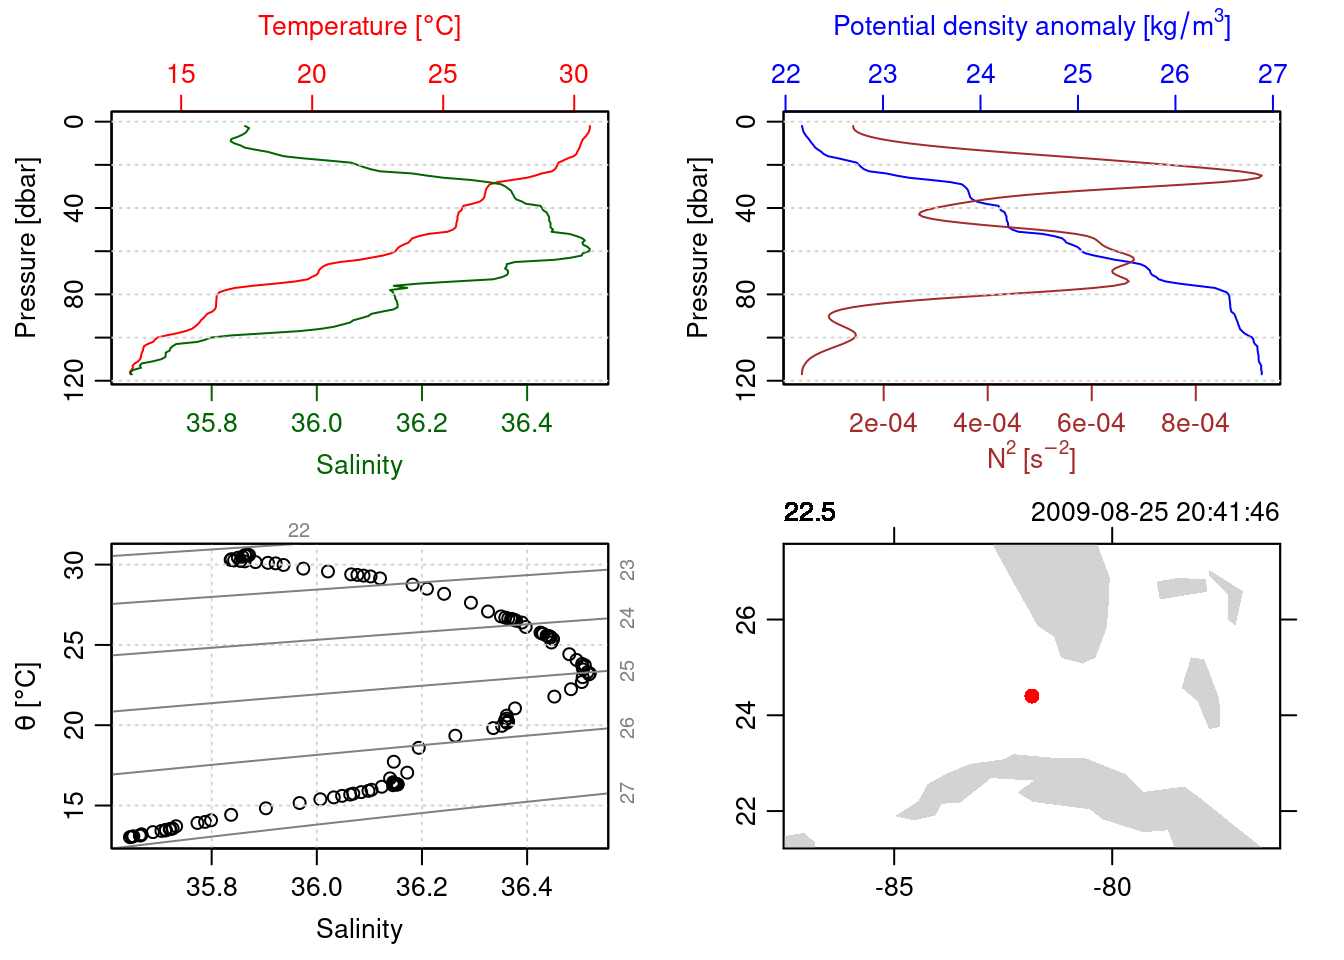 Temperature [°C]
15 20 25 30
0 40 80 120
Pressure [dbar]
35.8 36.0 36.2 36.4
Salinity
Potential density anomaly [kg/m³]
22 23 24 25 26 27
0 40 80 120
Pressure [dbar]
2e-04 4e-04 6e-04 8e-04
N² [s⁻²]
22
23
24
25
26
27
30 25 20 15
θ [°C]
35.8 36.0 36.2 36.4
Salinity
22.5 2009-08-25 20:41:46
26 24 22
-85 -80